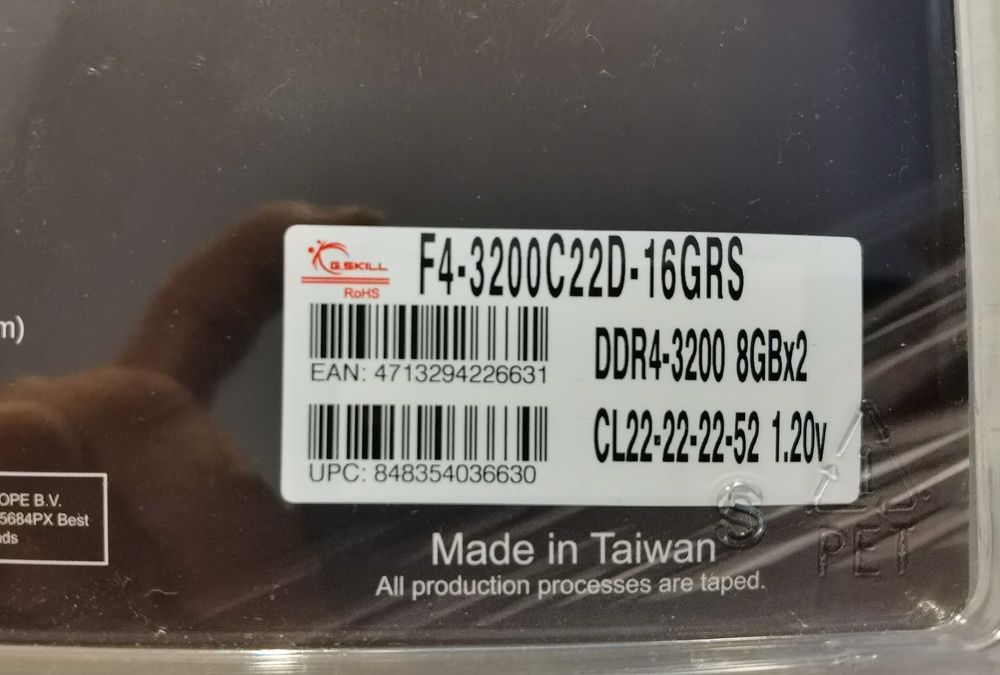 G.SKILL
RoHS
F4-3200C22D-16GRS
EAN: 4713294226631
DDR4-3200 8GBx2
UPC: 848354036630
CL22-22-22-52 1.20v
m)
OPE B.V.
5684PX Best
nds
Made in Taiwan
All production processes are taped.
S
1
PET